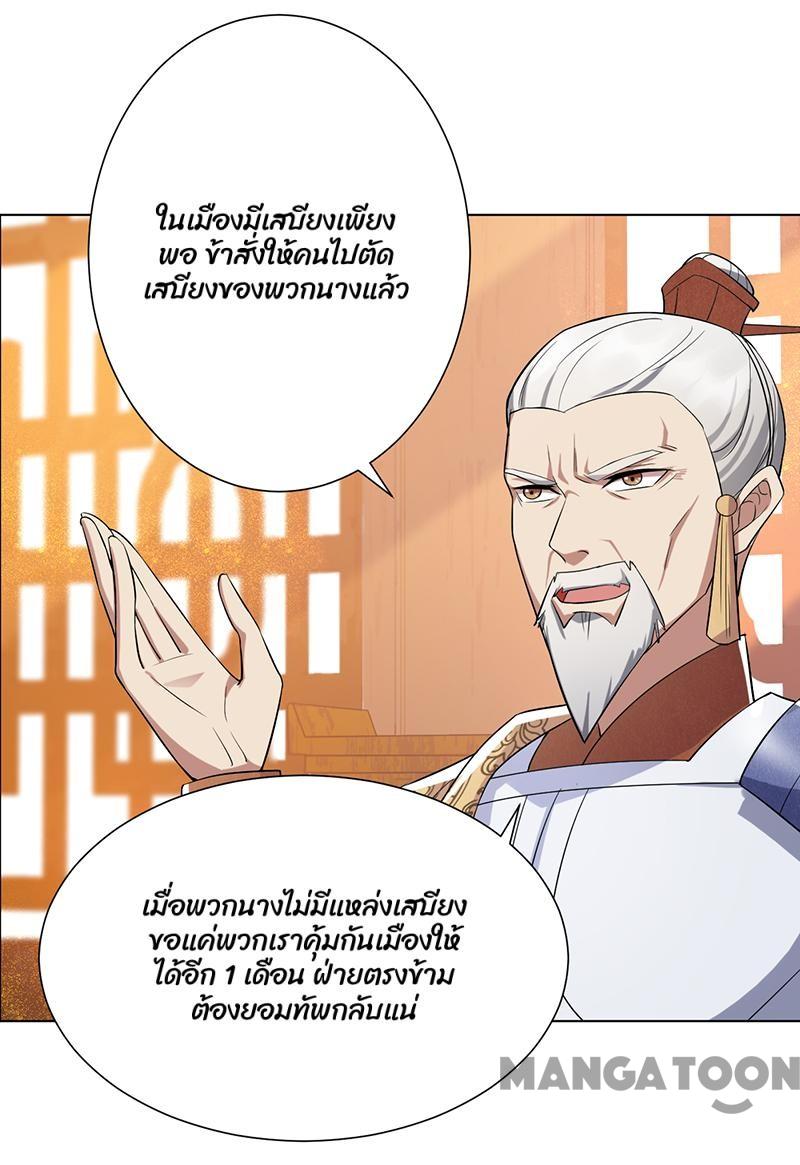 ในเมืองมีเสบียงเพียง
พอ ข้าสั่งให้คนไปตัด
เสบียงของพวกนางแล้ว
เมื่อพวกนางไม่มีแหล่งเสบียง
ขอแค่พวกเราคุ้มกันเมืองให้
ได้อีก 1 เดือน ฝ่ายตรงข้าม
ต้องยอมทัพกลับแน่
MANGATOON